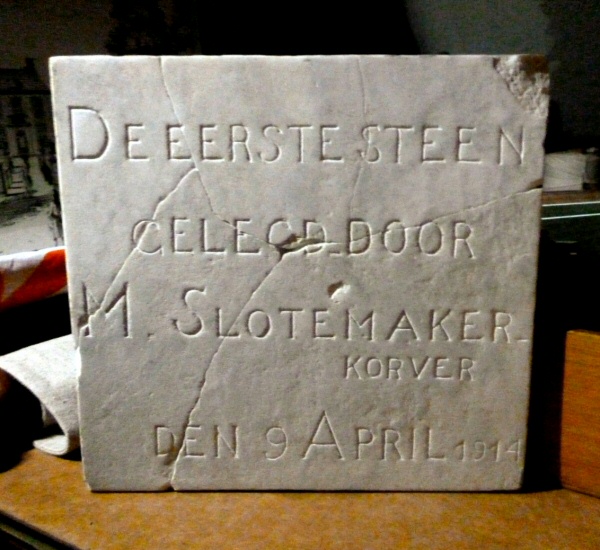 DE EERSTE STEEN
GELEGD DOOR
M. SLOTEMAKER-
KORVER
DEN 9 APRIL 1914